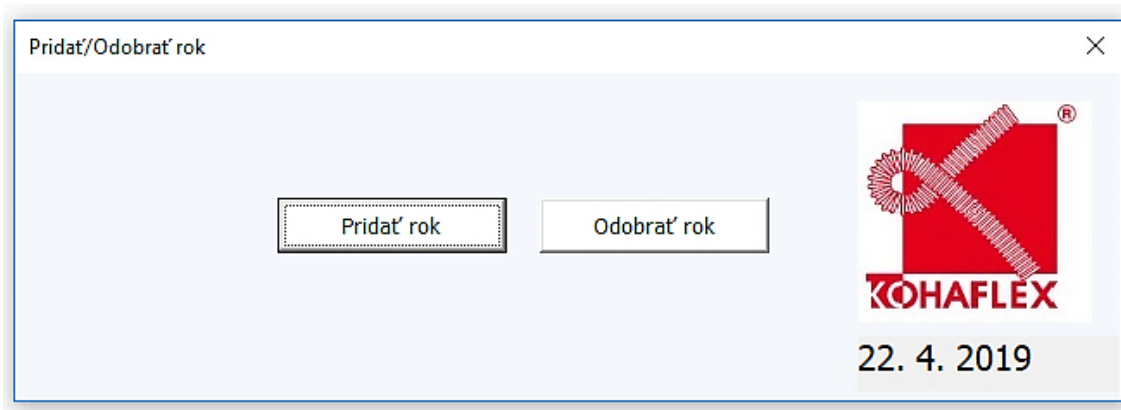 Pridať/Odobrať rok
Pridať rok
Odobrať rok
®
KOHAFLEX
22. 4. 2019